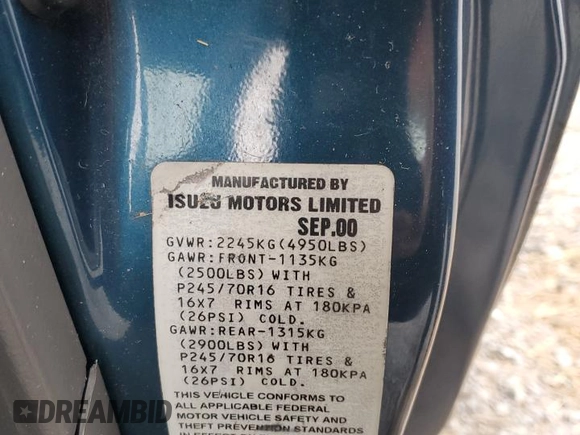 MANUFACTURED BY
ISUZU MOTORS LIMITED
SEP.00
GVWR:2245KG(4950LBS)
GAWR:FRONT-1135KG
(2500LBS) WITH
P245/70R16 TIRES &
16X7 RIMS AT 180KPA
(26PSI) COLD.
GAWR:REAR-1315KG
(2900LBS) WITH
P245/70R16 TIRES &
16X7 RIMS AT 180KPA
(26PSI) COLD.
THIS VEHICLE CONFORMS TO
ALL APPLICABLE FEDERAL
MOTOR VEHICLE SAFETY AND
THEFT PREVENTION STANDARDS
DREAMBID